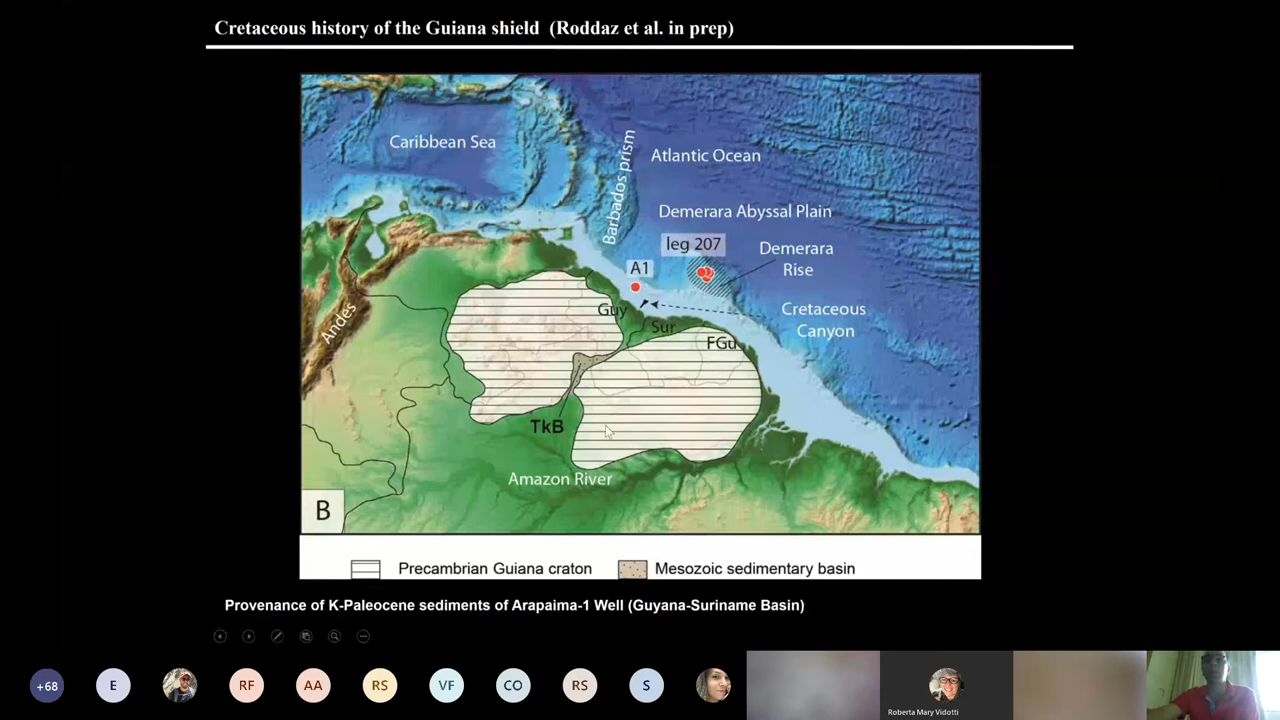 Cretaceous history of the Guiana shield (Roddaz et al. in prep)
Caribbean Sea
Barbados prism
Atlantic Ocean
Demerara Abyssal Plain
leg 207
Demerara
Rise
A1
Guy
Cretaceous
Canyon
Sur
FGu
Andes
TkB
Amazon River
B
Precambrian Guiana craton
Mesozoic sedimentary basin
Provenance of K-Paleocene sediments of Arapaima-1 Well (Guyana-Suriname Basin)
+68
E
RF
AA
RS
VF
CO
RS
S
Roberta Mary Vidotti